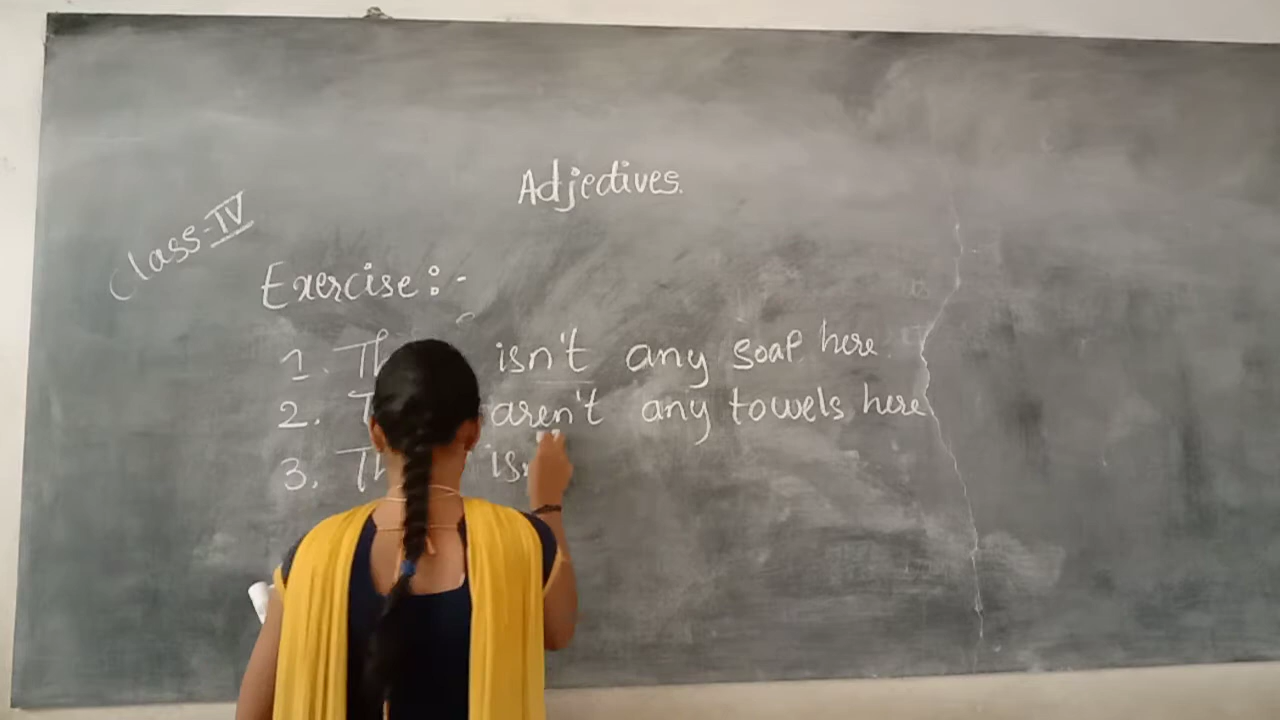 Adjectives.
Class-IV
Exercise:-
1. Th isn't any soap here.
2. T aren't any towels here
3. Th is